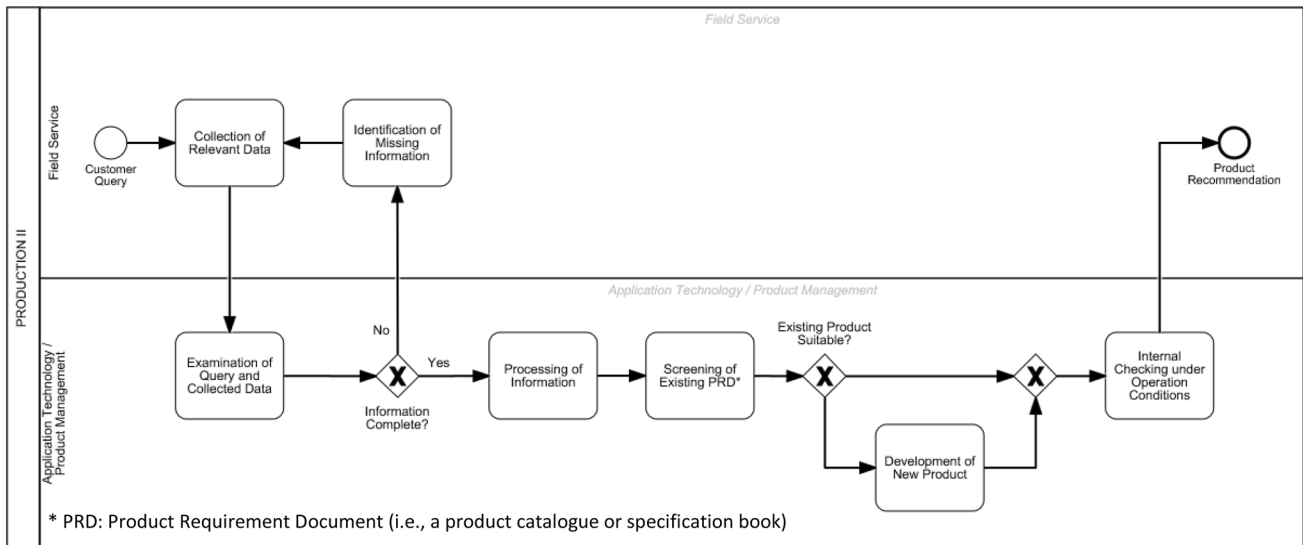 Field Service
PRODUCTION II
Field Service
Customer
Query
Collection of
Relevant Data
Identification of
Missing
Information
Product
Recommendation
Application Technology / Product Management
Application Technology /
Product Management
Examination of
Query and
Collected Data
No
Yes
Information
Complete?
Processing of
Information
Screening of
Existing PRD*
Existing Product
Suitable?
Development of
New Product
Internal
Checking under
Operation
Conditions
* PRD: Product Requirement Document (i.e., a product catalogue or specification book)